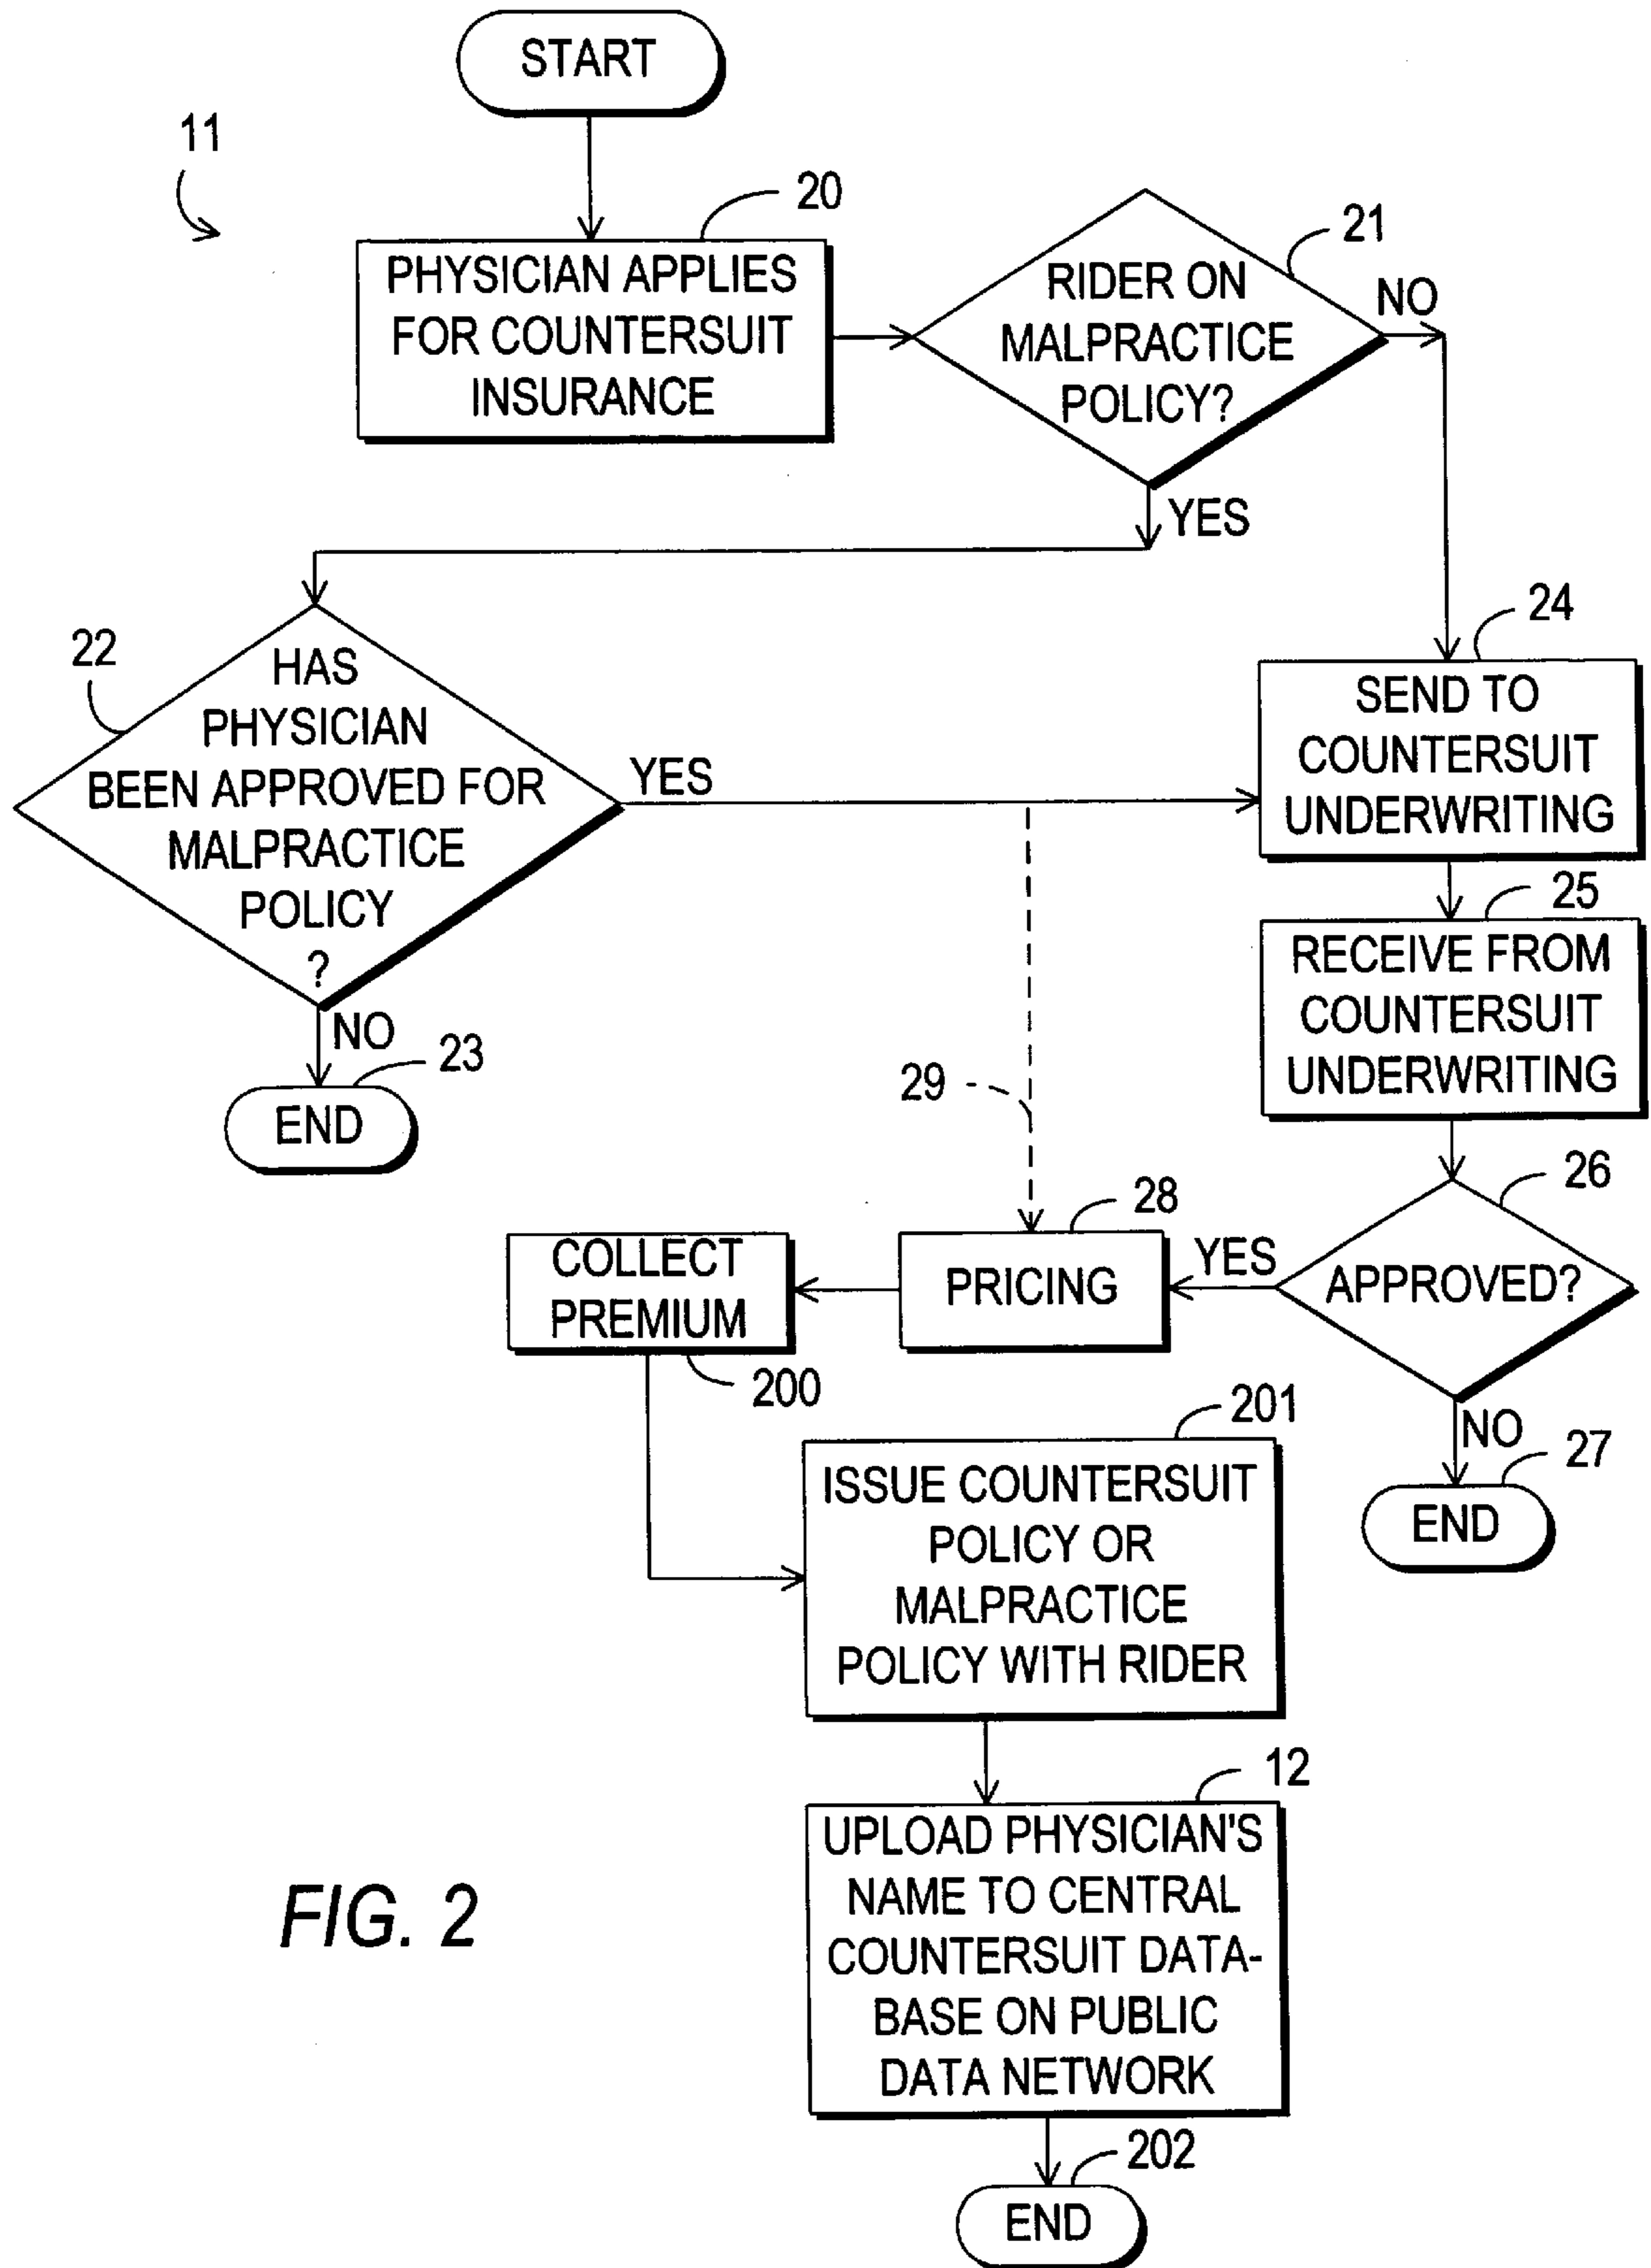 START
11
20
PHYSICIAN APPLIES
FOR COUNTERSUIT
INSURANCE
21
RIDER ON
MALPRACTICE
POLICY?
NO
YES
22
HAS
PHYSICIAN
BEEN APPROVED FOR
MALPRACTICE
POLICY
?
YES
NO
23
END
24
SEND TO
COUNTERSUIT
UNDERWRITING
25
RECEIVE FROM
COUNTERSUIT
UNDERWRITING
29
26
APPROVED?
YES
NO
27
END
28
PRICING
COLLECT
PREMIUM
200
201
ISSUE COUNTERSUIT
POLICY OR
MALPRACTICE
POLICY WITH RIDER
12
UPLOAD PHYSICIAN'S
NAME TO CENTRAL
COUNTERSUIT DATA-
BASE ON PUBLIC
DATA NETWORK
202
END
FIG. 2